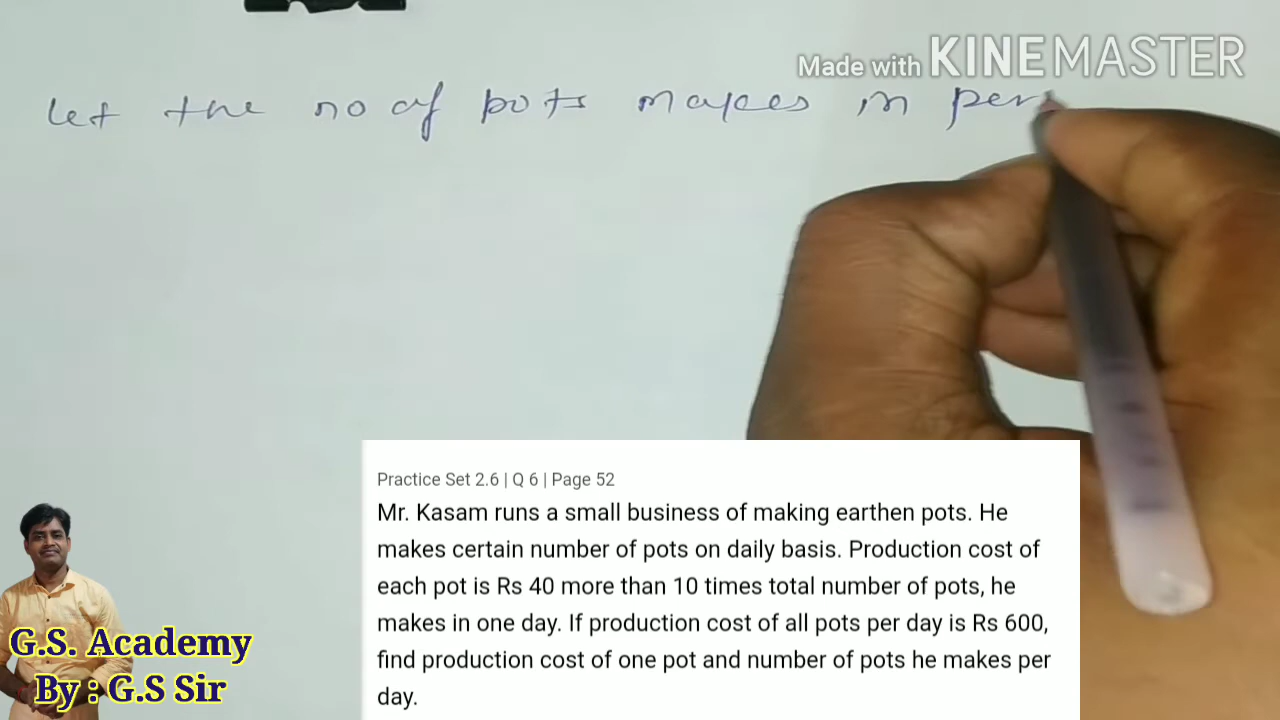 Made with KINEMASTER
let the no of pots makes in per
Practice Set 2.6 | Q 6 | Page 52
Mr. Kasam runs a small business of making earthen pots. He
makes certain number of pots on daily basis. Production cost of
each pot is Rs 40 more than 10 times total number of pots, he
makes in one day. If production cost of all pots per day is Rs 600,
find production cost of one pot and number of pots he makes per
day.
G.S. Academy
By : G.S Sir